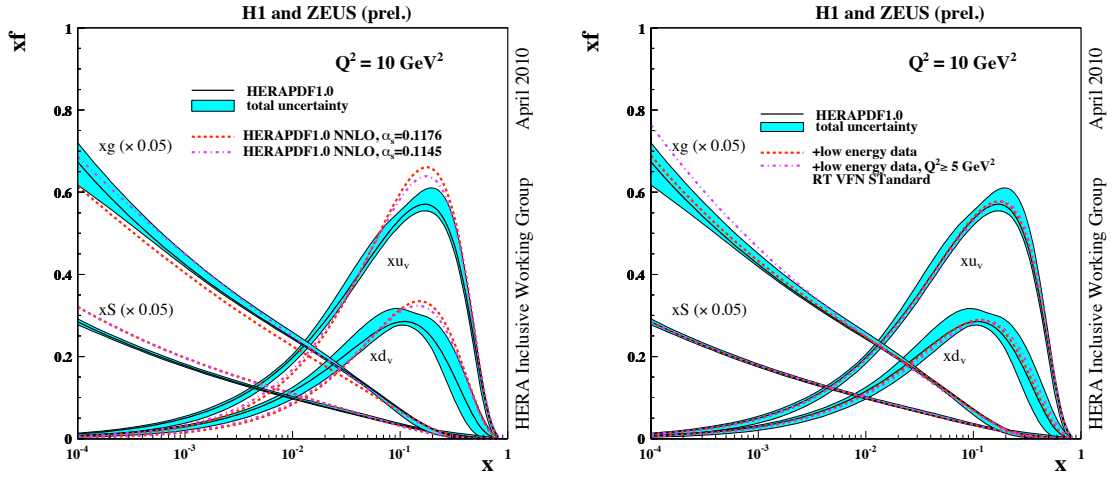 H1 and ZEUS (prel.)
xf
Q² = 10 GeV²
HERAPDF1.0
total uncertainty
HERAPDF1.0 NNLO, αₛ=0.1176
HERAPDF1.0 NNLO, αₛ=0.1145
xg (× 0.05)
xS (× 0.05)
xuᵥ
xdᵥ
1
0.8
0.6
0.4
0.2
0
10⁻⁴
10⁻³
10⁻²
10⁻¹
1
x
HERA Inclusive Working Group
April 2010
H1 and ZEUS (prel.)
xf
Q² = 10 GeV²
HERAPDF1.0
total uncertainty
+low energy data
+low energy data, Q²≥ 5 GeV²
RT VFN STandard
xg (× 0.05)
xS (× 0.05)
xuᵥ
xdᵥ
1
0.8
0.6
0.4
0.2
0
10⁻⁴
10⁻³
10⁻²
10⁻¹
1
x
HERA Inclusive Working Group
April 2010